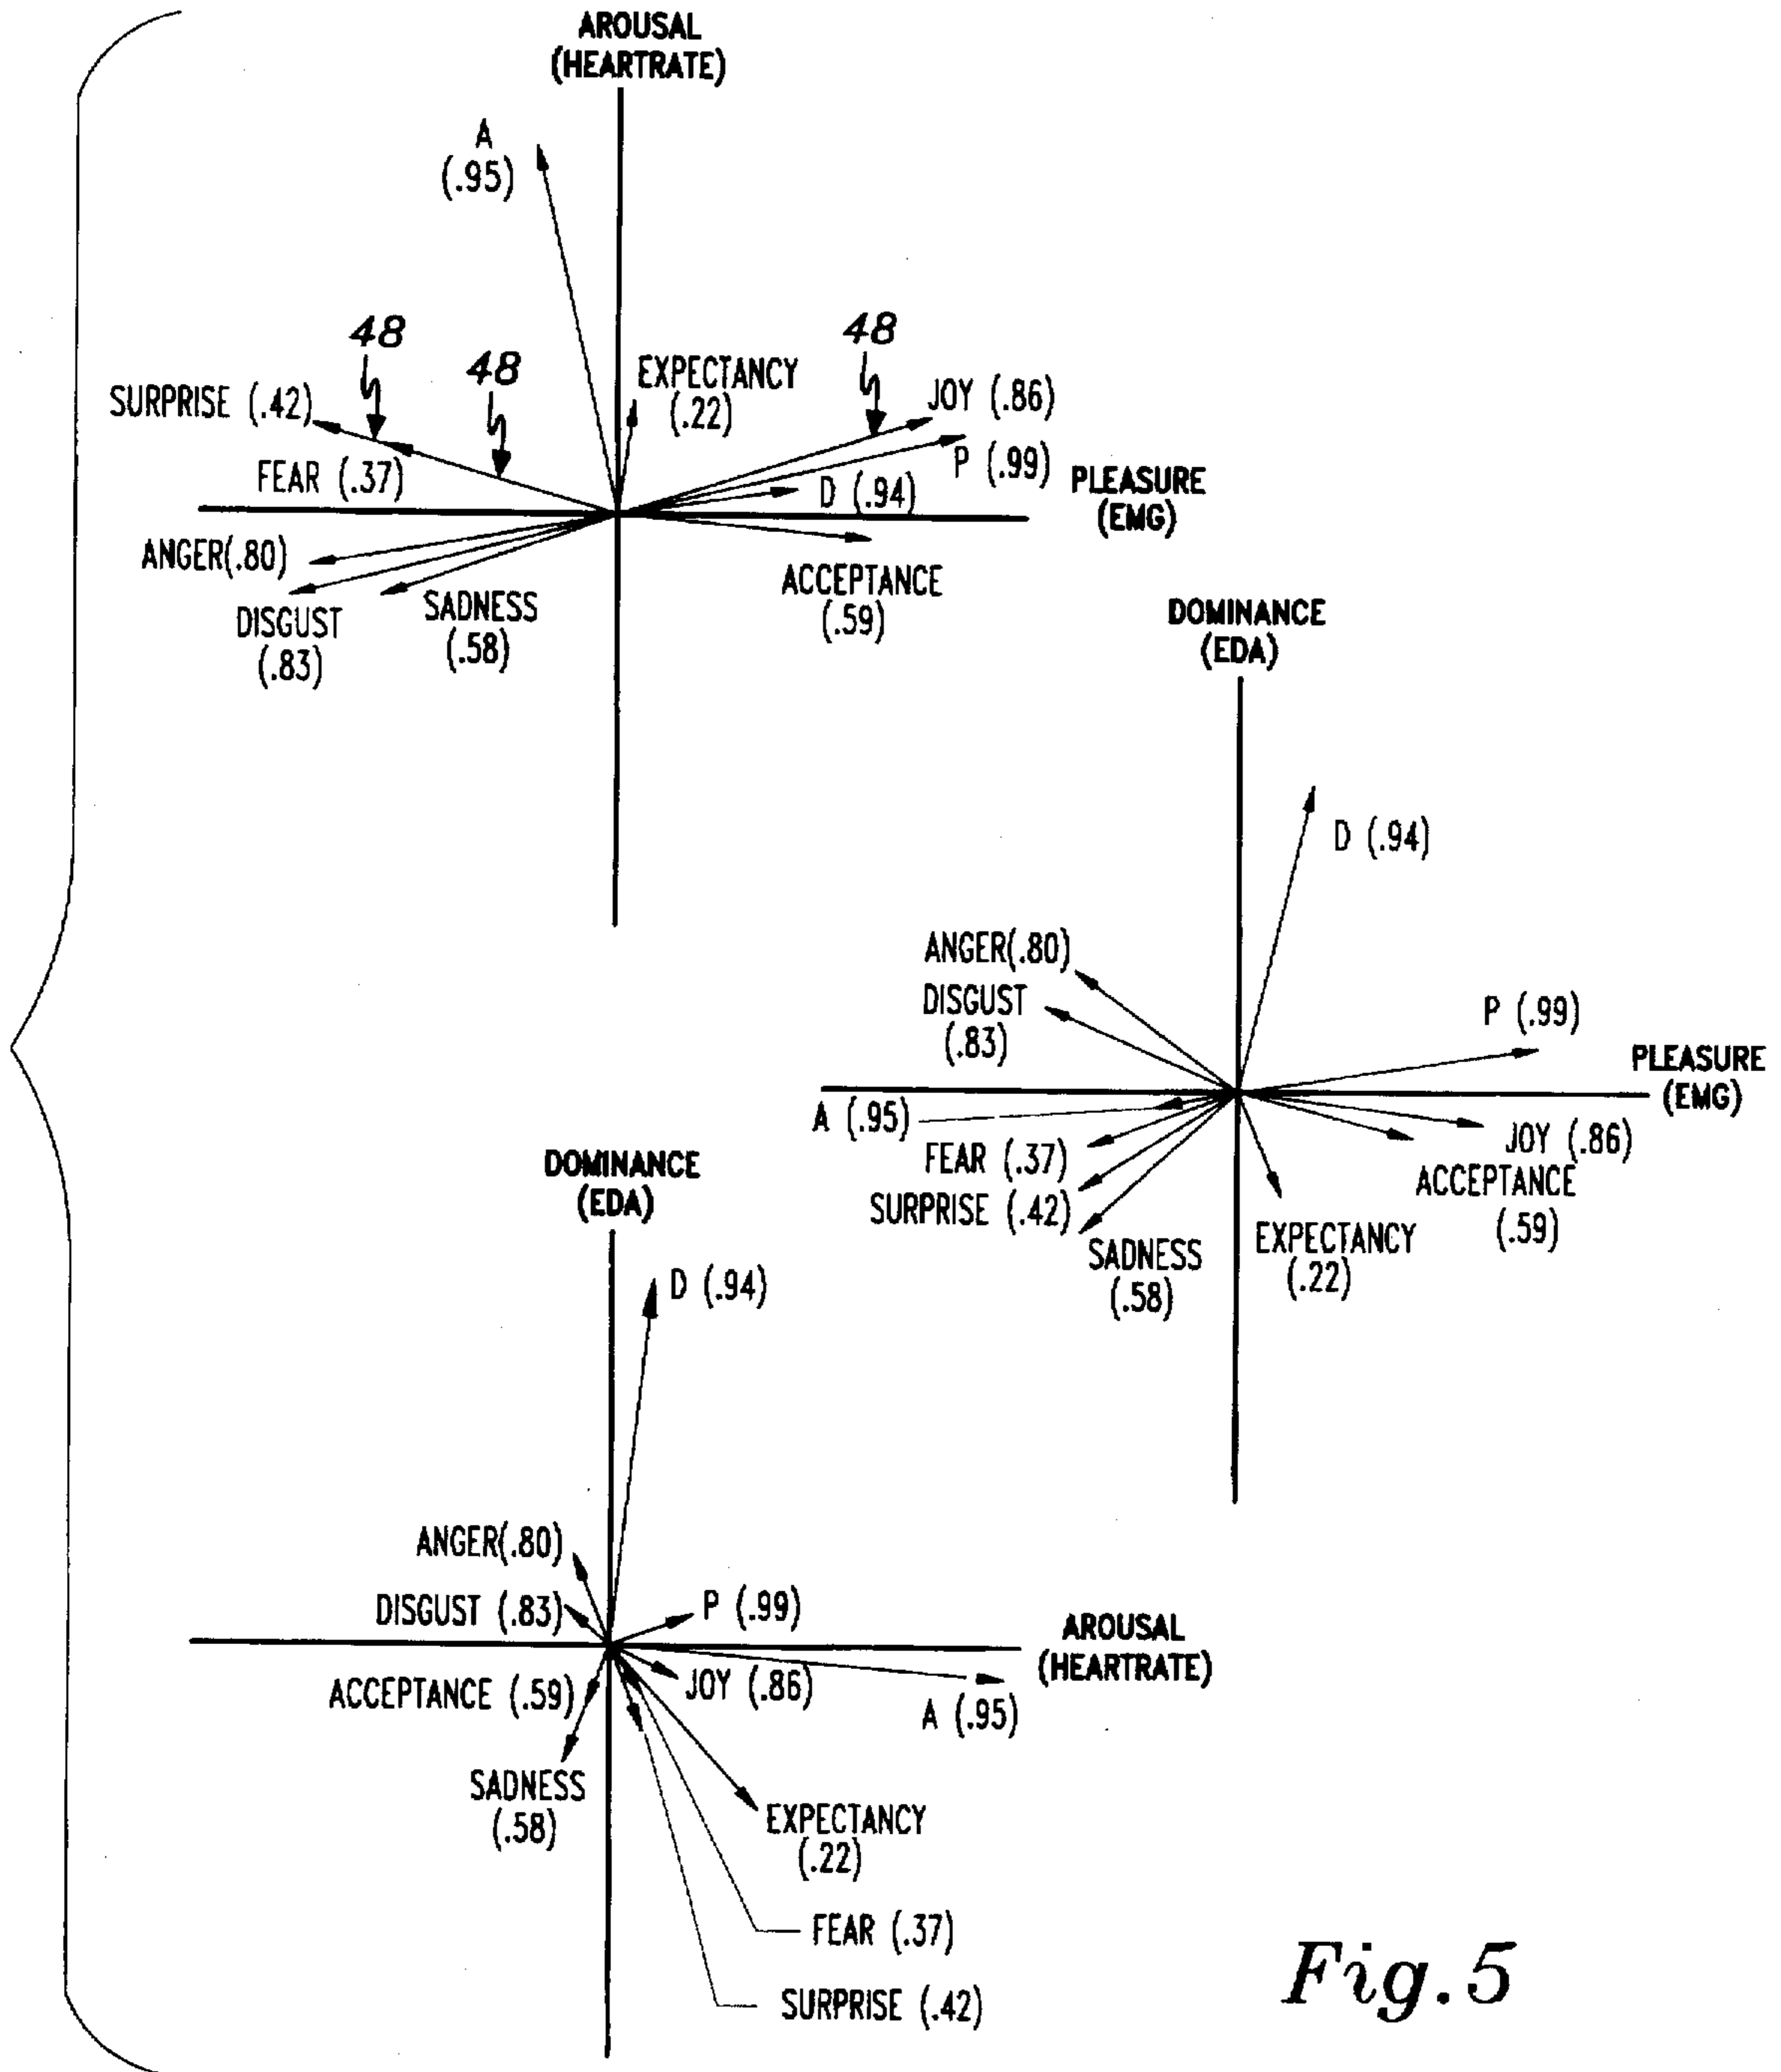 AROUSAL
(HEARTRATE)
A
(.95)
48
48
48
SURPRISE (.42)
EXPECTANCY
(.22)
JOY (.86)
FEAR (.37)
P (.99)
D (.94)
PLEASURE
(EMG)
ANGER(.80)
DISGUST
(.83)
SADNESS
(.58)
ACCEPTANCE
(.59)
DOMINANCE
(EDA)
D (.94)
ANGER(.80)
DISGUST
(.83)
P (.99)
PLEASURE
(EMG)
A (.95)
FEAR (.37)
SURPRISE (.42)
SADNESS
(.58)
EXPECTANCY
(.22)
JOY (.86)
ACCEPTANCE
(.59)
DOMINANCE
(EDA)
D (.94)
ANGER(.80)
DISGUST (.83)
P (.99)
AROUSAL
(HEARTRATE)
ACCEPTANCE (.59)
JOY (.86)
A (.95)
SADNESS
(.58)
EXPECTANCY
(.22)
FEAR (.37)
SURPRISE (.42)
Fig. 5